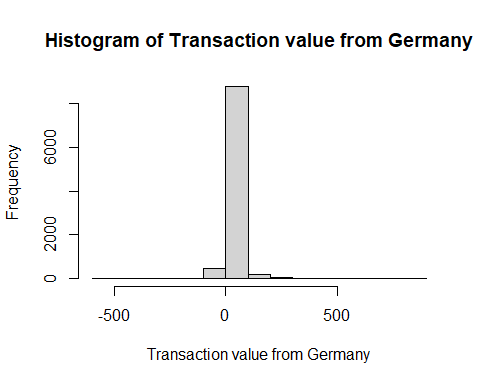 Histogram of Transaction value from Germany
Frequency
6000
2000
0
-500 0 500
Transaction value from Germany